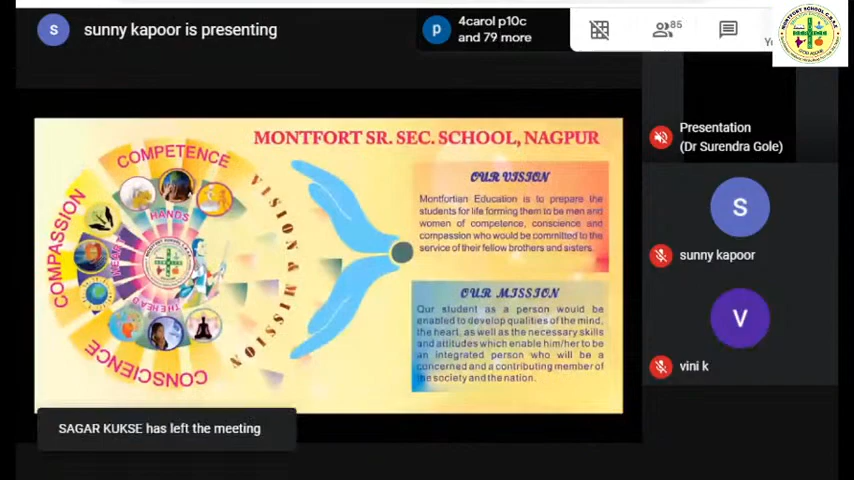 s
sunny kapoor is presenting
p
4carol p10c
and 79 more
85
MONTFORT SCHOOL C.B.S.E
MONTFORT SR. SEC. SCHOOL, NAGPUR
COMPETENCE
COMPASSION
CONSCIENCE
HANDS
HEART
THE HEAD
VISION & MISSION
OUR VISION
Montfortian Education is to prepare the
students for life forming them to be men and
women of competence, conscience and
compassion who would be committed to the
service of their fellow brothers and sisters.
OUR MISSION
Our student as a person would be
enabled to develop qualities of the mind,
the heart, as well as the necessary skills
and attitudes which enable him/her to be
an integrated person who will be a
concerned and a contributing member of
the society and the nation.
Presentation
(Dr Surendra Gole)
S
sunny kapoor
V
vini k
SAGAR KUKSE has left the meeting